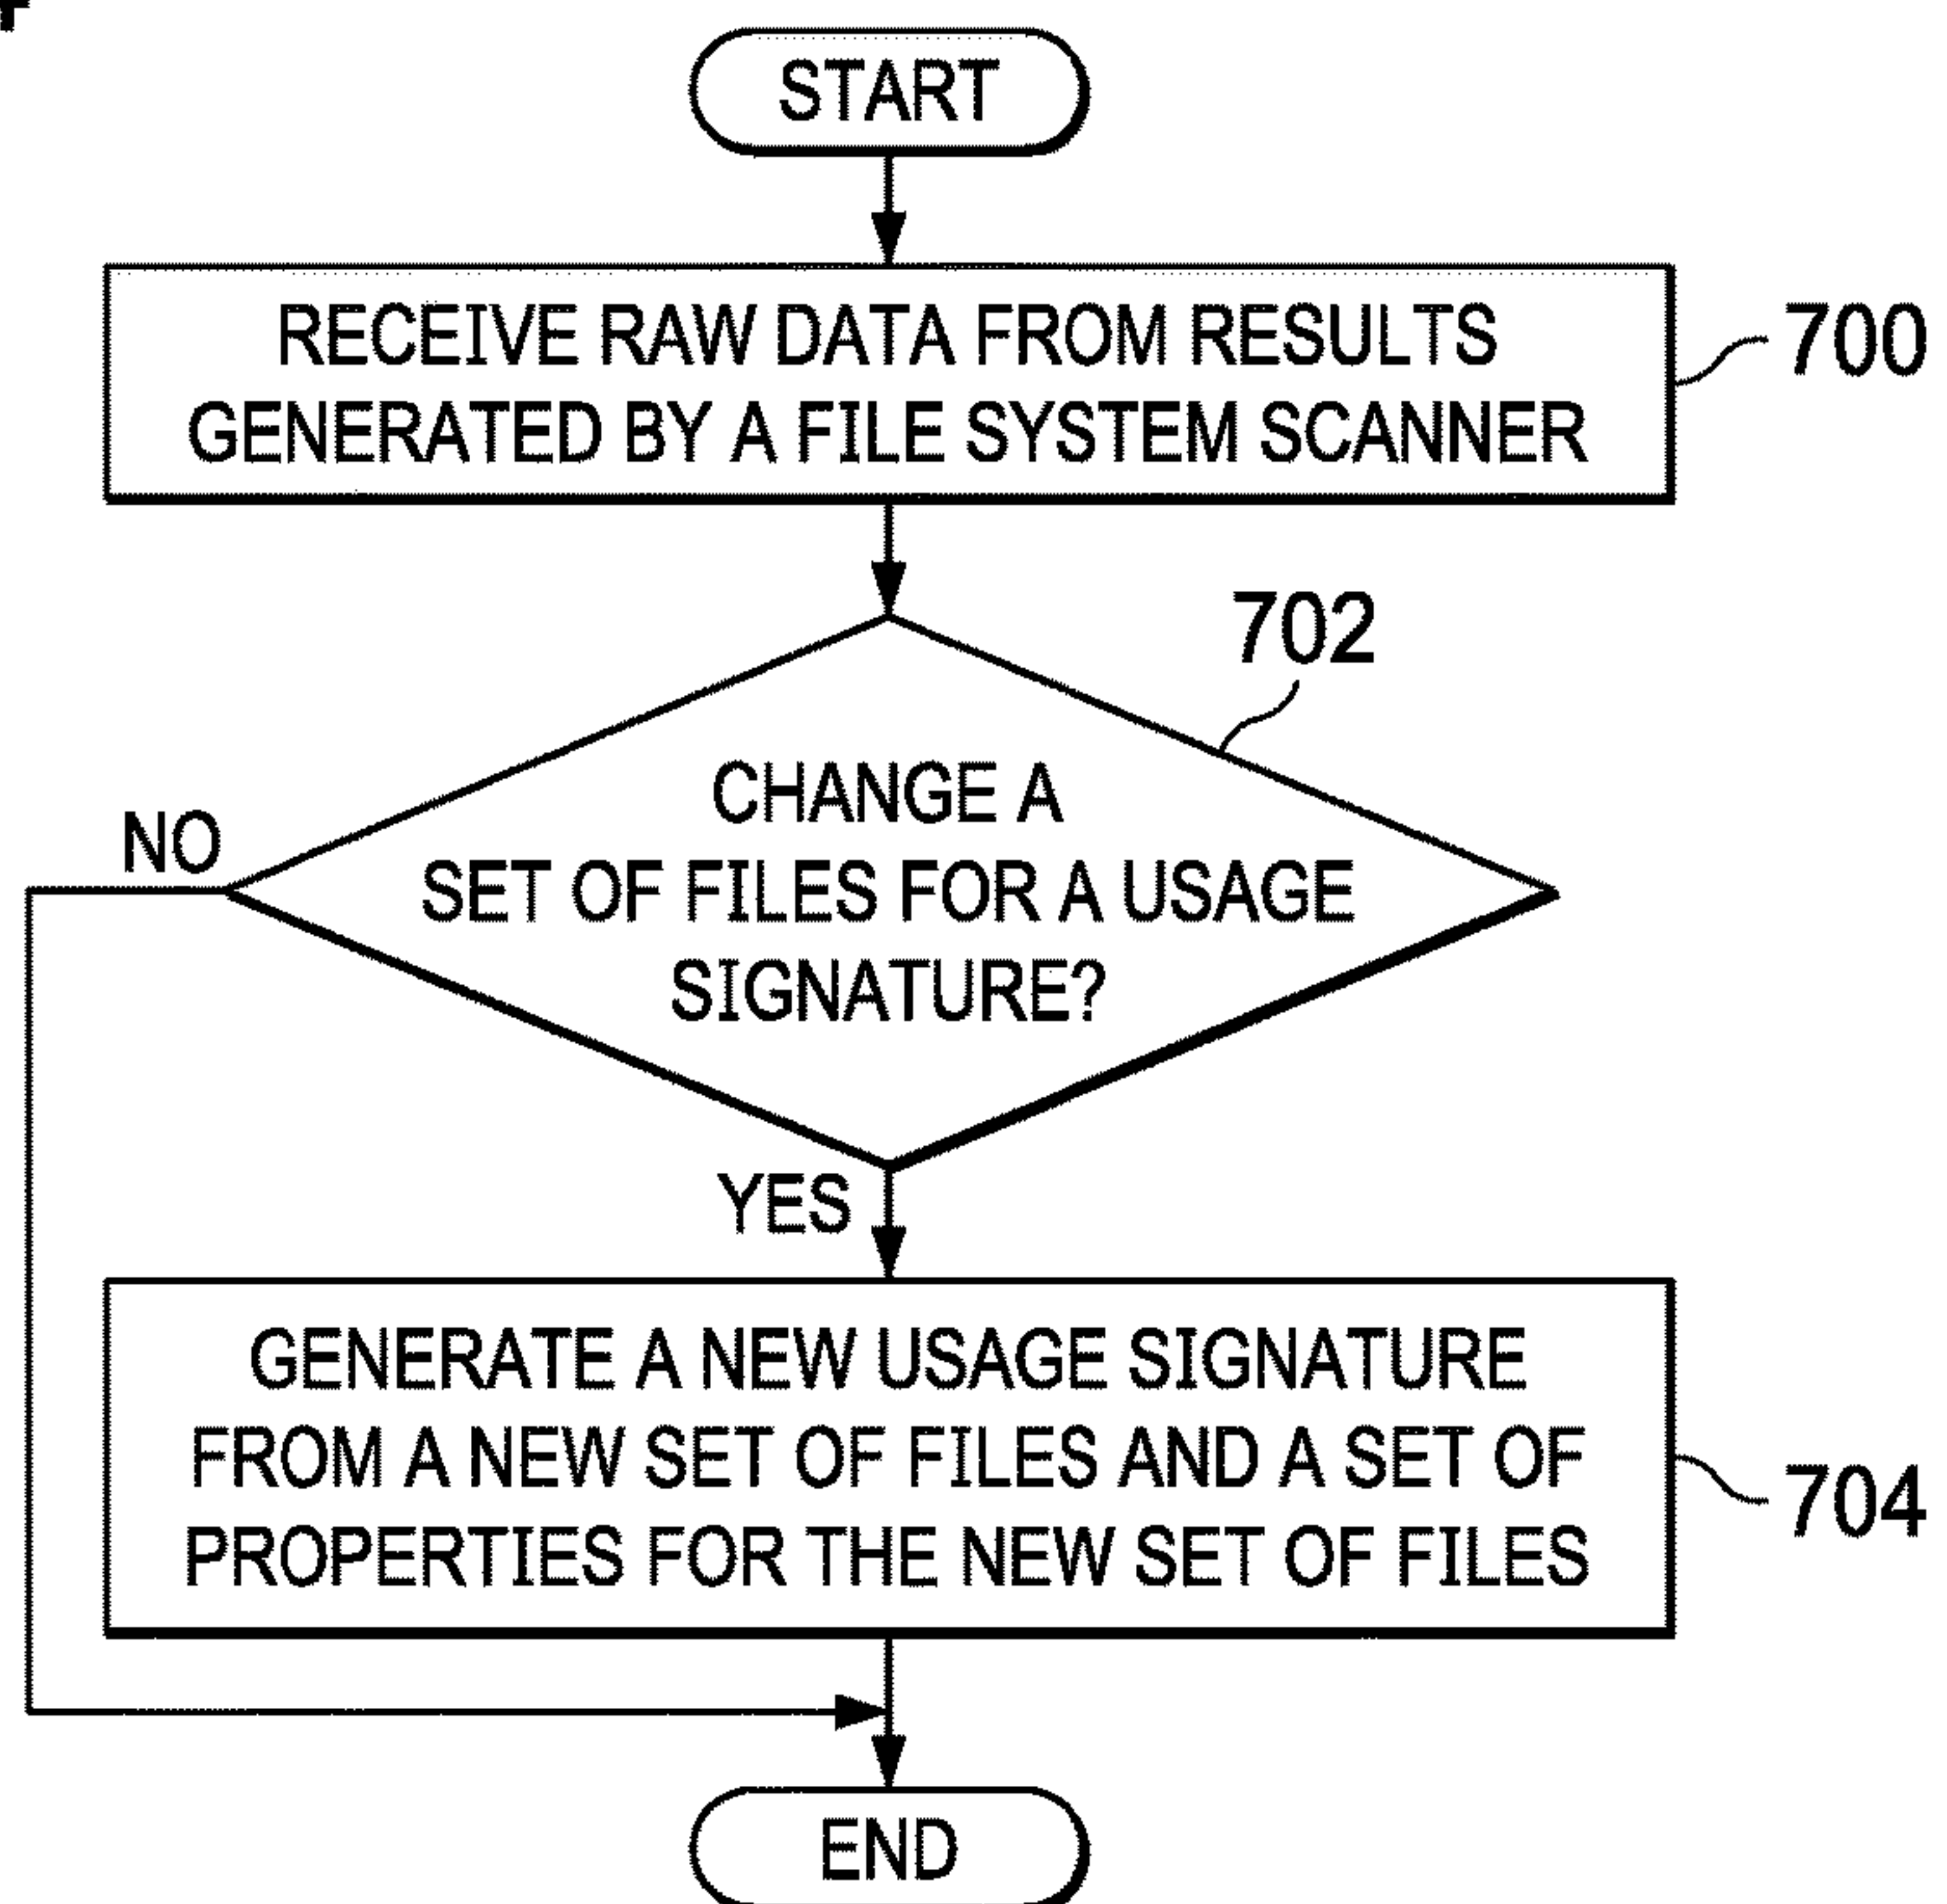 START
RECEIVE RAW DATA FROM RESULTS
GENERATED BY A FILE SYSTEM SCANNER
700
702
CHANGE A
SET OF FILES FOR A USAGE
SIGNATURE?
NO
YES
GENERATE A NEW USAGE SIGNATURE
FROM A NEW SET OF FILES AND A SET OF
PROPERTIES FOR THE NEW SET OF FILES
704
END